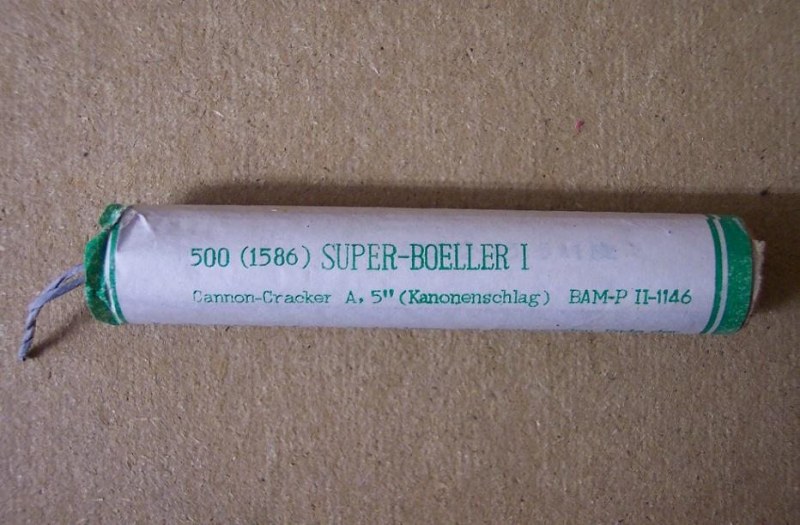 500 (1586) SUPER-BOELLER I
Cannon-Cracker A, 5" (Kanonenschlag) BAM-P II-1146